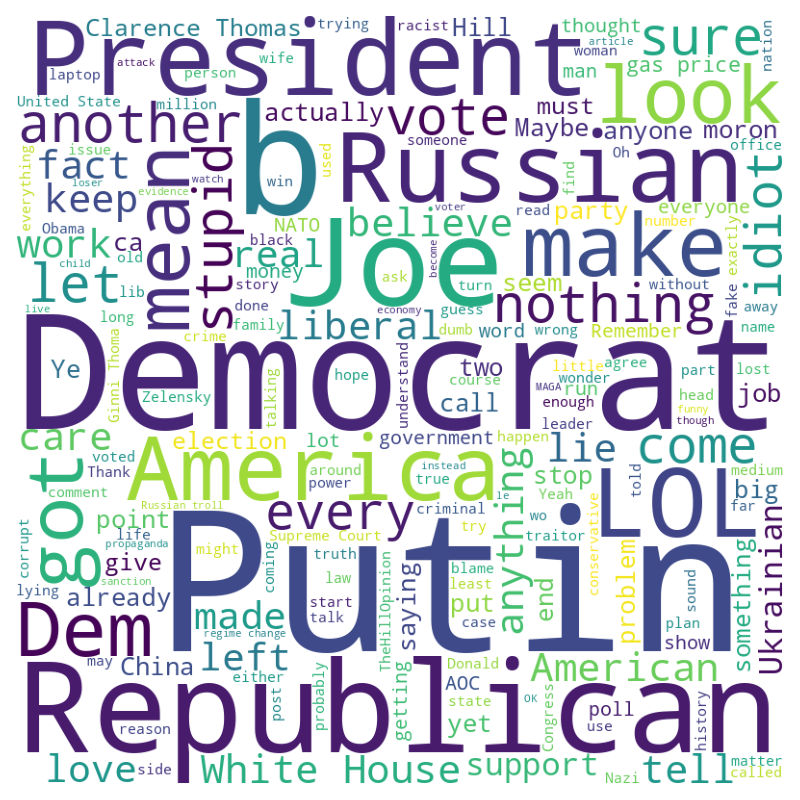 Clarence Thomas
trying
racist
Hill
thought
article
nation
President
wife
woman
sure
laptop
attack
person
man
gas price
United State
million
b
look
another
actually
vote
must
Maybe
anyone
moron
issue
mean
stupid
Russian
someone
Oh
office
fact
everything
loser
watch
win
used
find
idiot
keep
evidence
voter
read
party
everyone
Obama
NATO
believe
number
exactly
work
ca
black
real
Joe
make
child
old
ask
become
turn
seem
without
fake
away
let
lib
money
story
nothing
live
long
done
economy
guess
family
liberal
dumb
word
wrong
Remember
name
crime
understand
Democrat
Ye
Ginni Thoma
hope
two
little
agree
part
lost
talking
course
MAGA
wonder
run
head
job
Zelensky
call
enough
funny
leader
though
care
voted
election
lot
government
happen
lie
come
Thank
America
around
instead
stop
told
medium
comment
true
power
anything
Yeah
LOL
big
far
got
Russian troll
every
criminal
le
conservative
point
life
might
Supreme Court
try
wo
something
Ukrainian
corrupt
propaganda
coming
truth
blame
traitor
problem
sound
give
Putin
lying
sanction
law
TheHillOpinion
least
put
end
plan
already
made
start
saying
case
show
Dem
regime change
talk
may
China
left
either
Donald
American
reason
post
probably
getting
AOC
OK
Congress
Republican
state
poll
history
yet
use
love
side
White House
support
Nazi
tell
matter
called